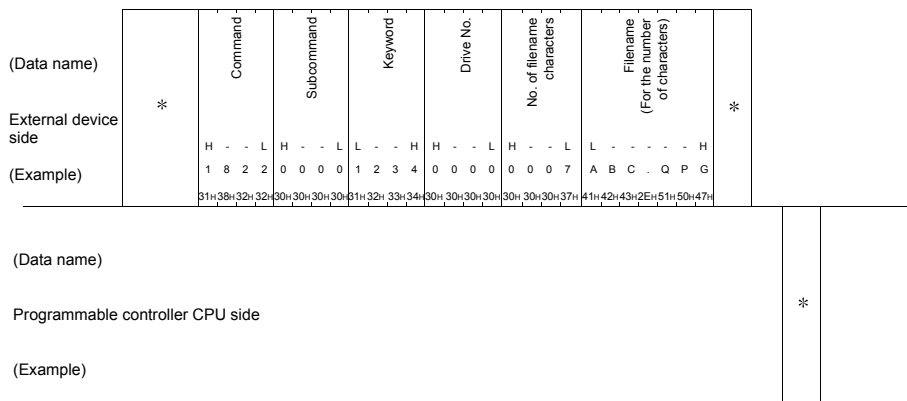 (Data name)
External device
side
(Example)
*
Command
Subcommand
Keyword
Drive No.
No. of filename
characters
Filename
(For the number
of characters)
*
H - - L H - - L L - - H H - - L H - - L L - - - - - H
1 8 2 2 0 0 0 0 1 2 3 4 0 0 0 0 0 0 0 7 A B C . Q P G
31H 38H 32H 32H 30H 30H 30H 30H 31H 32H 33H 34H 30H 30H 30H 30H 30H 30H 30H 37H 41H 42H 43H 2EH 51H 50H 47H
(Data name)
Programmable controller CPU side
*
(Example)